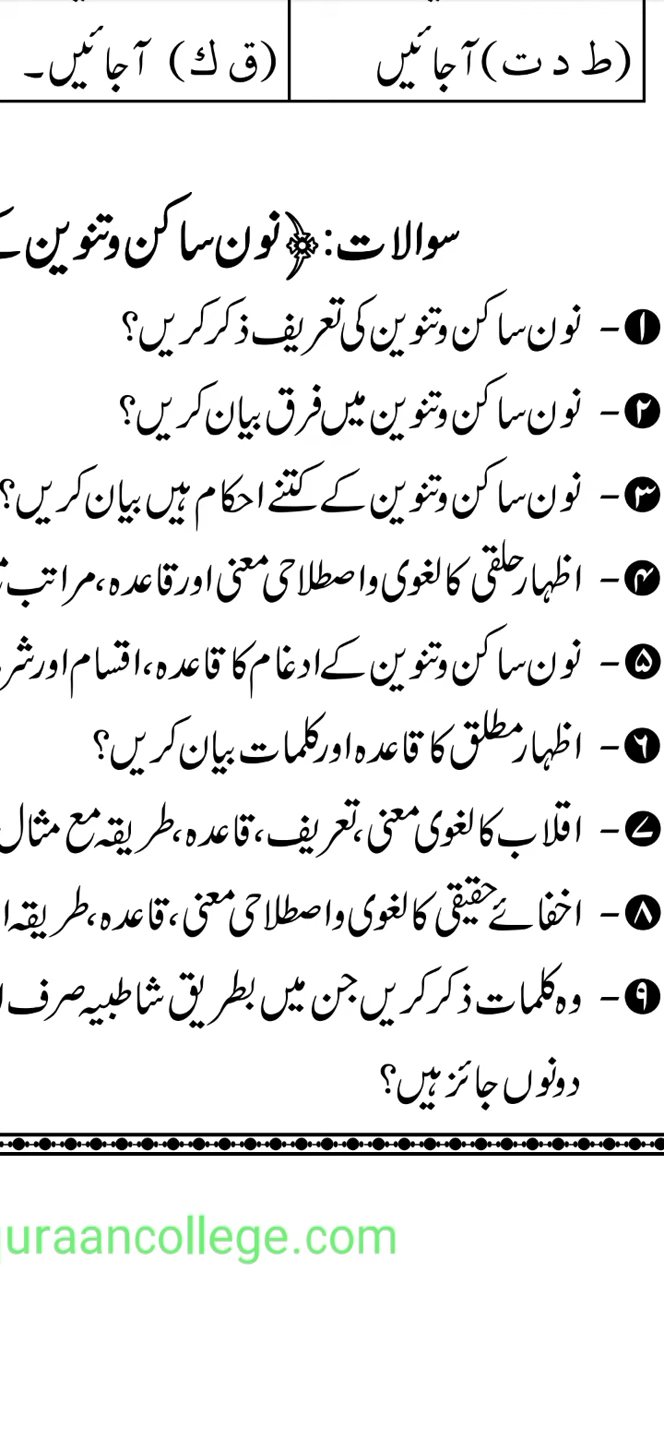 (ط د ت) آجائیں
(ق ك) آجائیں۔
سوالات: ﴿نون ساکن وتنوین کے
۱- نون ساکن وتنوین کی تعریف ذکر کریں؟
۲- نون ساکن وتنوین میں فرق بیان کریں؟
۳- نون ساکن وتنوین کے کتنے احکام ہیں بیان کریں؟
۴- اظہار حلقی کا لغوی واصطلاحی معنی اور قاعدہ، مراتب
۵- نون ساکن وتنوین کے ادغام کا قاعدہ، اقسام اور
۶- اظہار مطلق کا قاعدہ اور کلمات بیان کریں؟
۷- اقلاب کا لغوی معنی، تعریف، قاعدہ، طریقہ مع مثال
۸- اخفائے حقیقی کا لغوی واصطلاحی معنی، قاعدہ، طریقہ
۹- وہ کلمات ذکر کریں جن میں بطریق شاطبیہ صرف
دونوں جائز ہیں؟
uraancollege.com